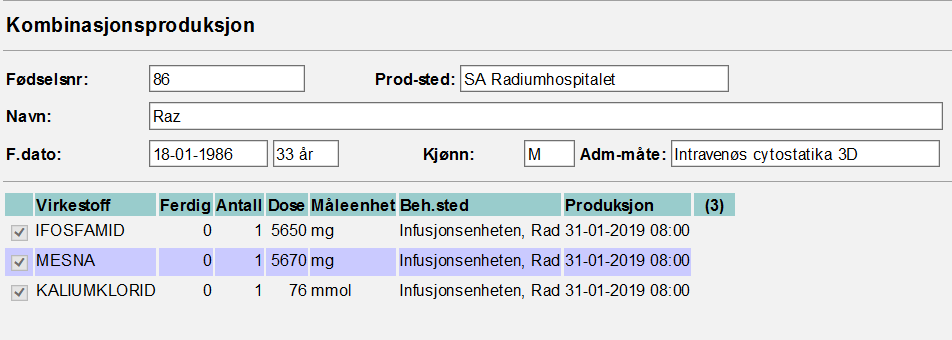 Kombinasjonsproduksjon
Fødselsnr: 86 Prod-sted: SA Radiumhospitalet
Navn: Raz
F.dato: 18-01-1986 33 år Kjønn: M Adm-måte: Intravenøs cytostatika 3D
Virkestoff Ferdig Antall Dose Måleenhet Beh.sted Produksjon (3)
IFOSFAMID 0 1 5650 mg Infusjonsenheten, Rad 31-01-2019 08:00
MESNA 0 1 5670 mg Infusjonsenheten, Rad 31-01-2019 08:00
KALIUMKLORID 0 1 76 mmol Infusjonsenheten, Rad 31-01-2019 08:00